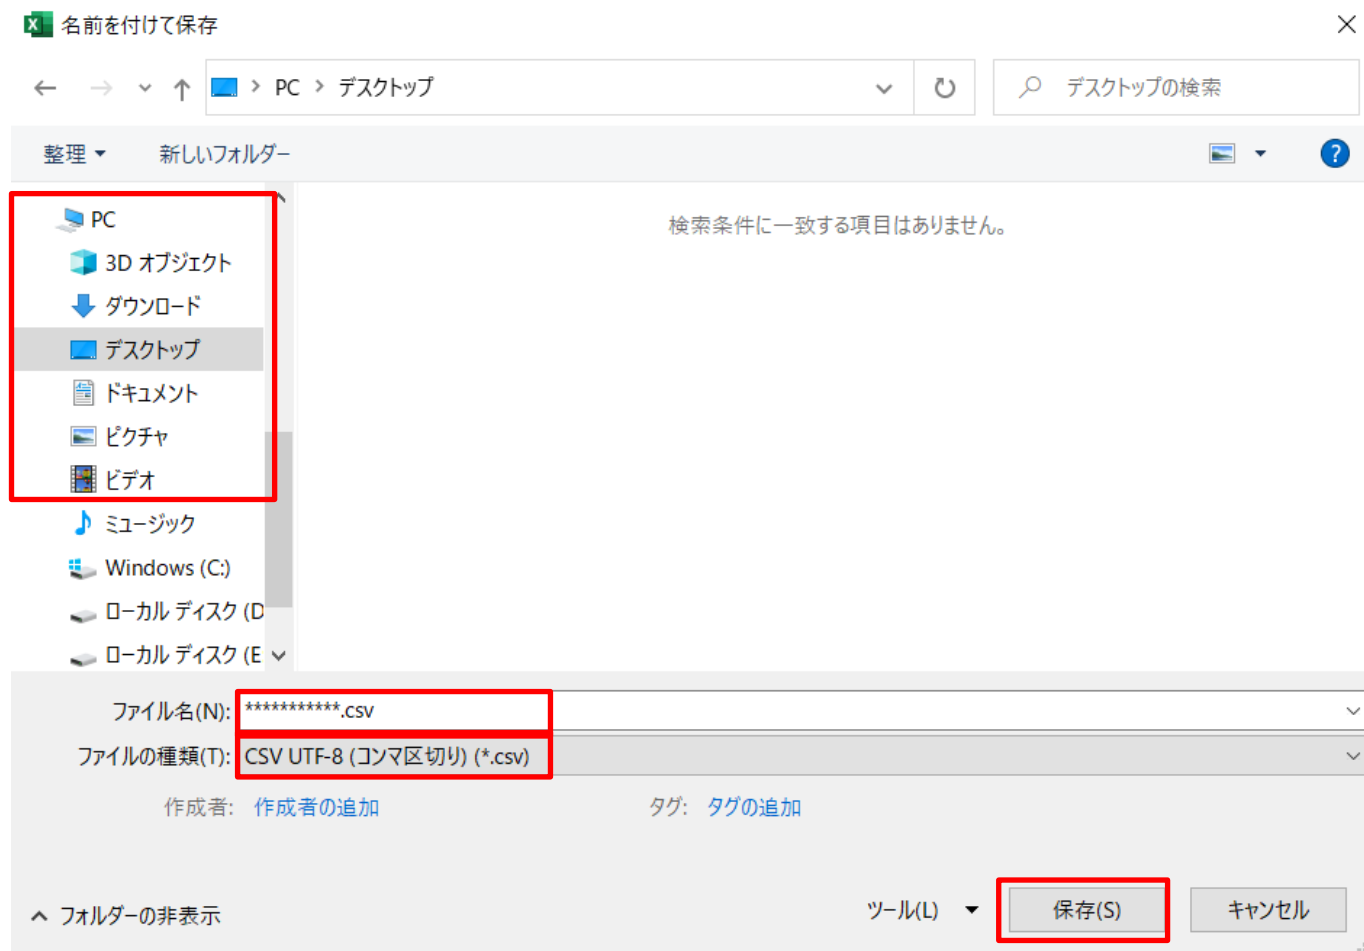 名前を付けて保存
PC > デスクトップ
デスクトップの検索
整理
新しいフォルダー
PC
3D オブジェクト
ダウンロード
デスクトップ
ドキュメント
ピクチャ
ビデオ
ミュージック
Windows (C:)
ローカル ディスク (D
ローカル ディスク (E
検索条件に一致する項目はありません。
ファイル名(N): ***********.csv
ファイルの種類(T): CSV UTF-8 (コンマ区切り) (*.csv)
作成者: 作成者の追加 タグ: タグの追加
フォルダーの非表示
ツール(L) 保存(S) キャンセル